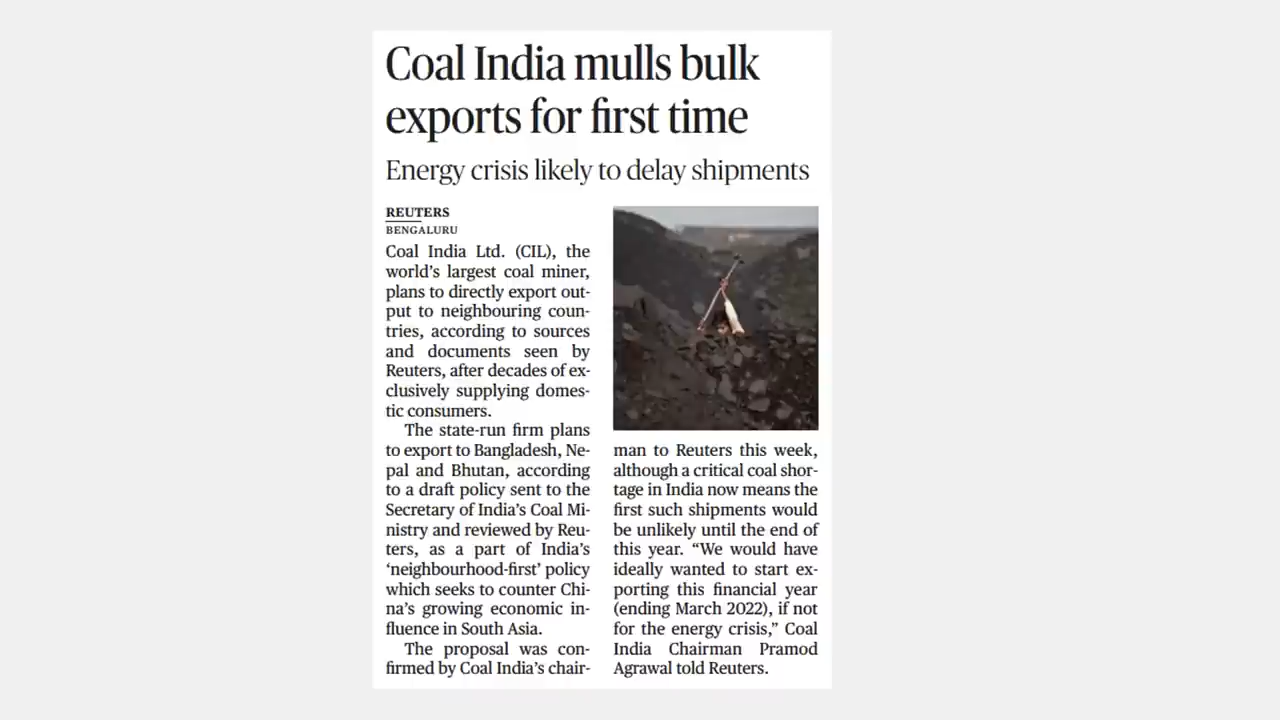 Coal India mulls bulk
exports for first time
Energy crisis likely to delay shipments
REUTERS
BENGALURU
Coal India Ltd. (CIL), the
world's largest coal miner,
plans to directly export out-
put to neighbouring coun-
tries, according to sources
and documents seen by
Reuters, after decades of ex-
clusively supplying domes-
tic consumers.
The state-run firm plans
to export to Bangladesh, Ne-
pal and Bhutan, according
to a draft policy sent to the
Secretary of India's Coal Mi-
nistry and reviewed by Reu-
ters, as a part of India's
‘neighbourhood-first’ policy
which seeks to counter Chi-
na's growing economic in-
fluence in South Asia.
The proposal was con-
firmed by Coal India's chair-
man to Reuters this week,
although a critical coal shor-
tage in India now means the
first such shipments would
be unlikely until the end of
this year. “We would have
ideally wanted to start ex-
porting this financial year
(ending March 2022), if not
for the energy crisis,” Coal
India Chairman Pramod
Agrawal told Reuters.